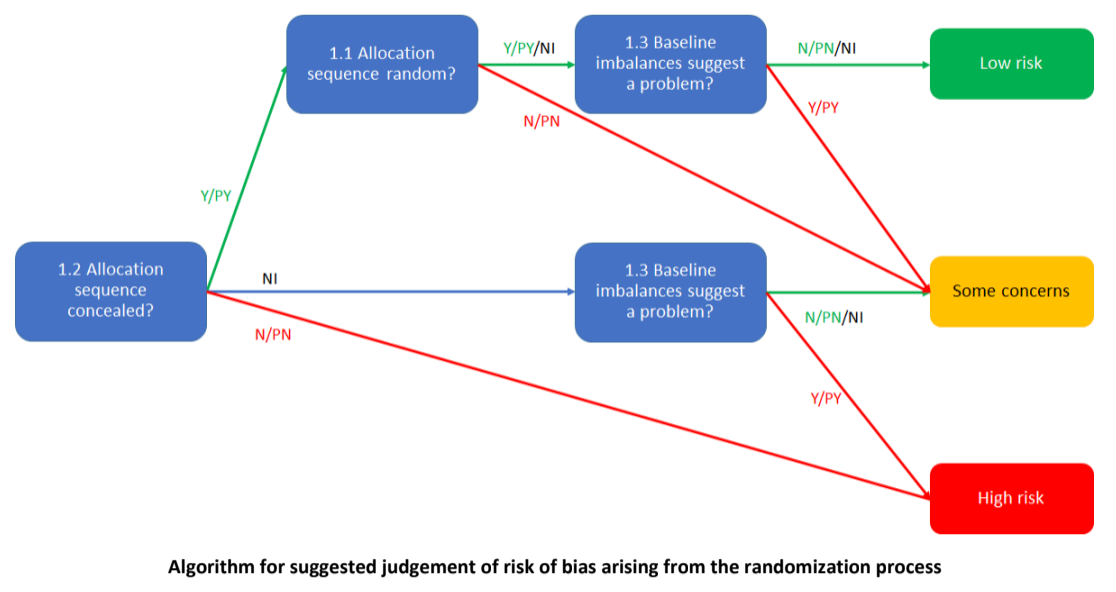 1.1 Allocation
sequence random?
Y/PY/NI
1.3 Baseline
imbalances suggest
a problem?
N/PN/NI
Low risk
N/PN
Y/PY
Y/PY
1.2 Allocation
sequence
concealed?
NI
N/PN
1.3 Baseline
imbalances suggest
a problem?
N/PN/NI
Some concerns
Y/PY
High risk
Algorithm for suggested judgement of risk of bias arising from the randomization process